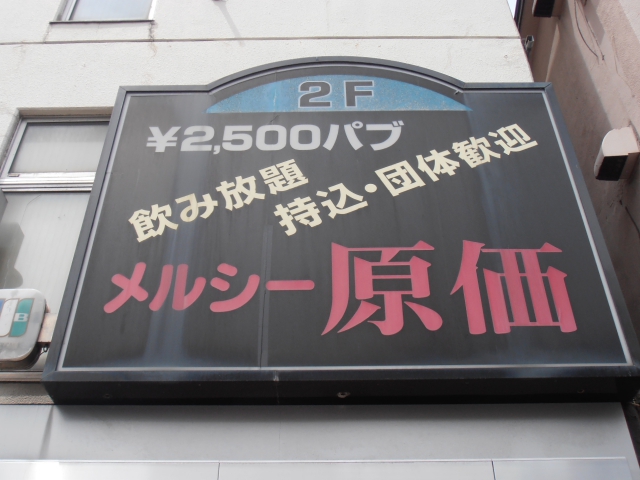 2F
¥2,500パブ
飲み放題
持込・団体歓迎
メルシー原価